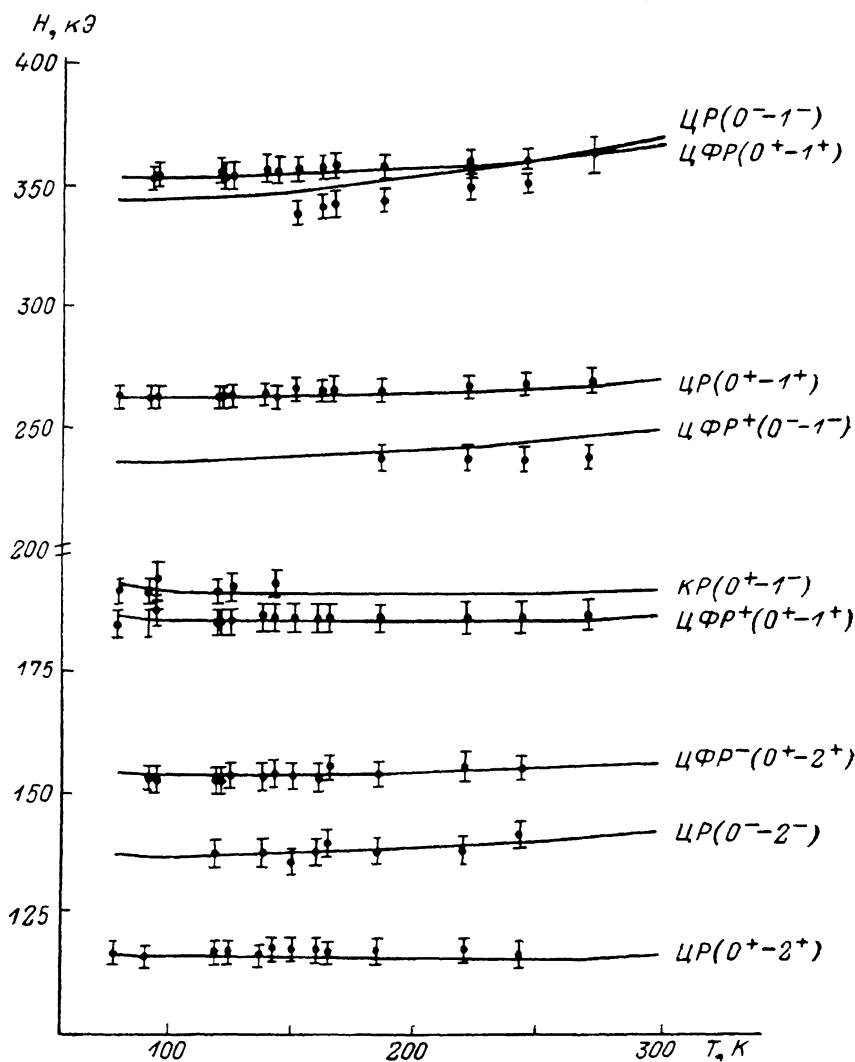 H, кЭ
400
ЦР(0⁻-1⁻)
ЦФР(0⁺-1⁺)
350
300
ЦР(0⁺-1⁺)
250
ЦФР⁺(0⁻-1⁻)
200
КР(0⁺-1⁻)
ЦФР⁺(0⁺-1⁺)
175
ЦФР⁻(0⁺-2⁺)
150
ЦР(0⁻-2⁻)
125
ЦР(0⁺-2⁺)
100 200 300 T, К